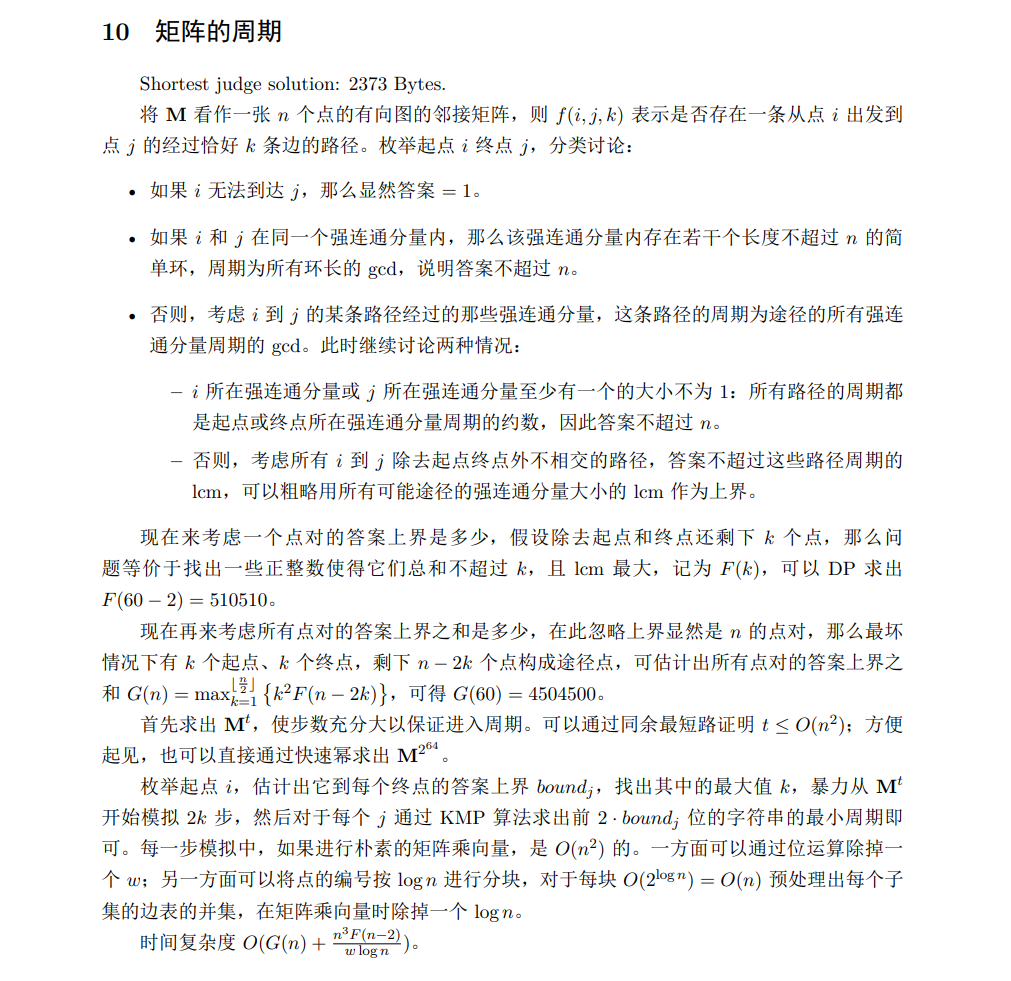 10 矩阵的周期
Shortest judge solution: 2373 Bytes.
将 M 看作一张 n 个点的有向图的邻接矩阵，则 f(i, j, k) 表示是否存在一条从点 i 出发到
点 j 的经过恰好 k 条边的路径。枚举起点 i 终点 j，分类讨论：
• 如果 i 无法到达 j，那么显然答案 = 1。
• 如果 i 和 j 在同一个强连通分量内，那么该强连通分量内存在若干个长度不超过 n 的简
单环，周期为所有环长的 gcd，说明答案不超过 n。
• 否则，考虑 i 到 j 的某条路径经过的那些强连通分量，这条路径的周期为途径的所有强连
通分量周期的 gcd。此时继续讨论两种情况：
– i 所在强连通分量或 j 所在强连通分量至少有一个的大小不为 1：所有路径的周期都
是起点或终点所在强连通分量周期的约数，因此答案不超过 n。
– 否则，考虑所有 i 到 j 除去起点终点外不相交的路径，答案不超过这些路径周期的
lcm，可以粗略用所有可能途径的强连通分量大小的 lcm 作为上界。
现在来考虑一个点对的答案上界是多少，假设除去起点和终点还剩下 k 个点，那么问
题等价于找出一些正整数使得它们总和不超过 k，且 lcm 最大，记为 F(k)，可以 DP 求出
F(60 − 2) = 510510。
现在再来考虑所有点对的答案上界之和是多少，在此忽略上界显然是 n 的点对，那么最坏
情况下有 k 个起点、k 个终点，剩下 n − 2k 个点构成途径点，可估计出所有点对的答案上界之
和 G(n) = max_{k=1}^{⌊n/2⌋} {k²F(n − 2k)}，可得 G(60) = 4504500。
首先求出 M^t，使步数充分大以保证进入周期。可以通过同余最短路证明 t ≤ O(n²)；方便
起见，也可以直接通过快速幂求出 M^{2^{64}}。
枚举起点 i，估计出它到每个终点的答案上界 bound_j，找出其中的最大值 k，暴力从 M^t
开始模拟 2k 步，然后对于每个 j 通过 KMP 算法求出前 2 · bound_j 位的字符串的最小周期即
可。每一步模拟中，如果进行朴素的矩阵乘向量，是 O(n²) 的。一方面可以通过位运算除掉一
个 w；另一方面可以将点的编号按 log n 进行分块，对于每块 O(2^{log n}) = O(n) 预处理出每个子
集的边表的并集，在矩阵乘向量时除掉一个 log n。
时间复杂度 O(G(n) + \frac{n³F(n−2)}{w log n})。